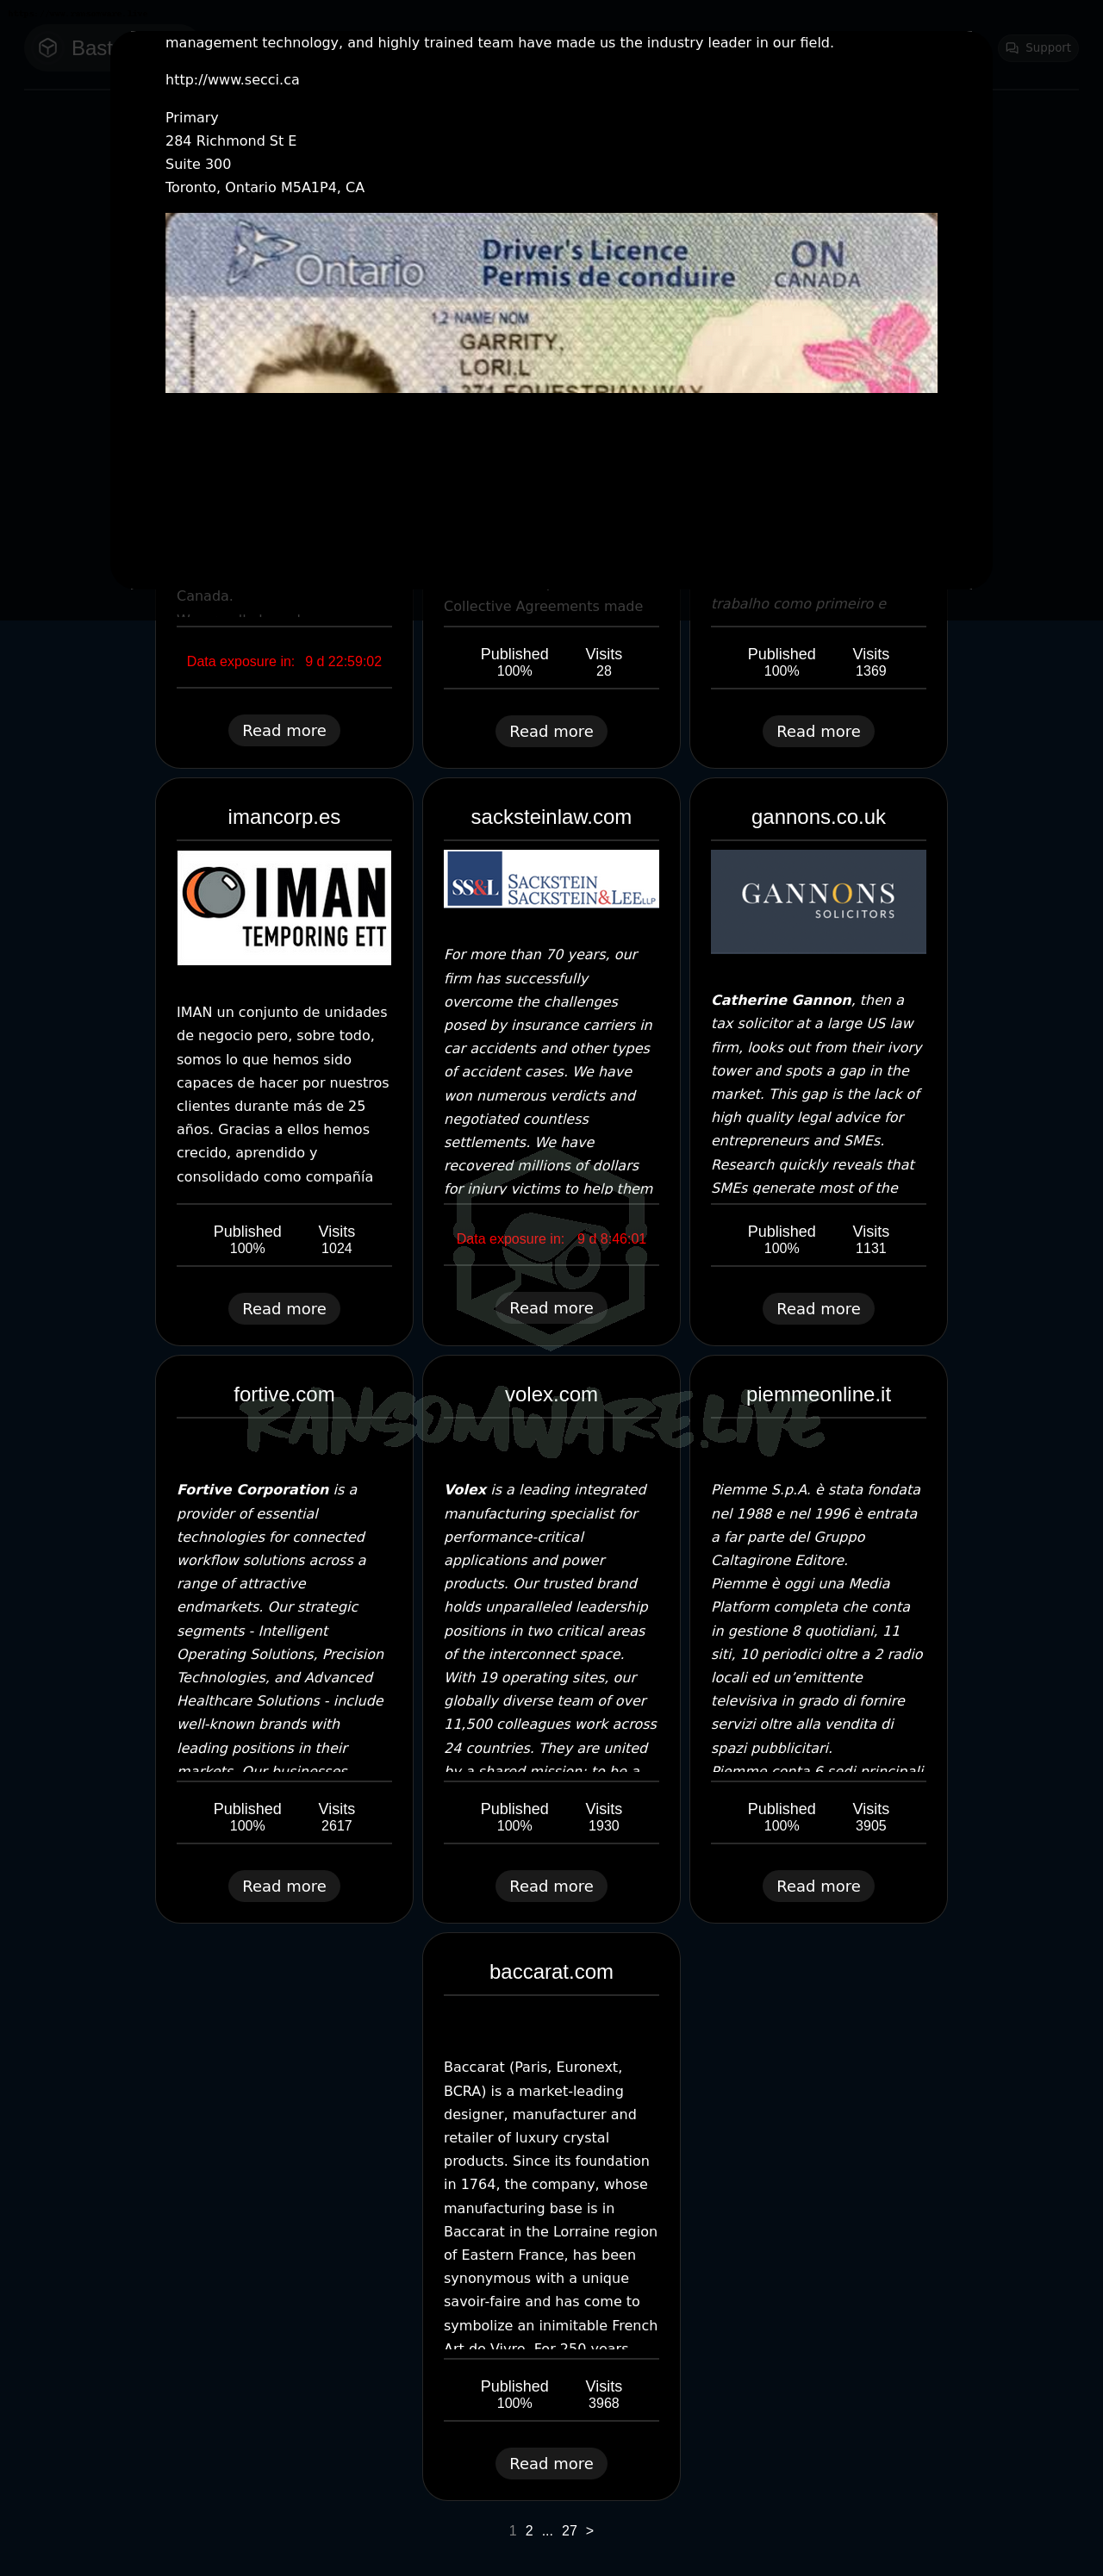 Bast
Support
management technology, and highly trained team have made us the industry leader in our field.
http://www.secci.ca
Primary
284 Richmond St E
Suite 300
Toronto, Ontario M5A1P4, CA
Ontario
Driver's Licence
Permis de conduire
ON
CANADA
1,2 NAME/ NOM
GARRITY,
LORI,L
Canada.
Data exposure in: 9 d 22:59:02
Read more
Collective Agreements made
Published Visits
100% 28
Read more
trabalho como primeiro e
Published Visits
100% 1369
Read more
imancorp.es
IMAN
TEMPORING ETT
IMAN un conjunto de unidades
de negocio pero, sobre todo,
somos lo que hemos sido
capaces de hacer por nuestros
clientes durante más de 25
años. Gracias a ellos hemos
crecido, aprendido y
consolidado como compañía
Published Visits
100% 1024
Read more
sacksteinlaw.com
SS&L
SACKSTEIN
SACKSTEIN&LEE LLP
For more than 70 years, our
firm has successfully
overcome the challenges
posed by insurance carriers in
car accidents and other types
of accident cases. We have
won numerous verdicts and
negotiated countless
settlements. We have
recovered millions of dollars
for injury victims to help them
Data exposure in: 9 d 8:46:01
Read more
gannons.co.uk
GANNONS
SOLICITORS
Catherine Gannon, then a
tax solicitor at a large US law
firm, looks out from their ivory
tower and spots a gap in the
market. This gap is the lack of
high quality legal advice for
entrepreneurs and SMEs.
Research quickly reveals that
SMEs generate most of the
Published Visits
100% 1131
Read more
RANSOMWARE.LIVE
fortive.com
Fortive Corporation is a
provider of essential
technologies for connected
workflow solutions across a
range of attractive
endmarkets. Our strategic
segments - Intelligent
Operating Solutions, Precision
Technologies, and Advanced
Healthcare Solutions - include
well-known brands with
leading positions in their
markets. Our businesses
Published Visits
100% 2617
Read more
volex.com
Volex is a leading integrated
manufacturing specialist for
performance-critical
applications and power
products. Our trusted brand
holds unparalleled leadership
positions in two critical areas
of the interconnect space.
With 19 operating sites, our
globally diverse team of over
11,500 colleagues work across
24 countries. They are united
by a shared mission: to be a
Published Visits
100% 1930
Read more
piemmeonline.it
Piemme S.p.A. è stata fondata
nel 1988 e nel 1996 è entrata
a far parte del Gruppo
Caltagirone Editore.
Piemme è oggi una Media
Platform completa che conta
in gestione 8 quotidiani, 11
siti, 10 periodici oltre a 2 radio
locali ed un’emittente
televisiva in grado di fornire
servizi oltre alla vendita di
spazi pubblicitari.
Piemme conta 6 sedi principali
Published Visits
100% 3905
Read more
baccarat.com
Baccarat (Paris, Euronext,
BCRA) is a market-leading
designer, manufacturer and
retailer of luxury crystal
products. Since its foundation
in 1764, the company, whose
manufacturing base is in
Baccarat in the Lorraine region
of Eastern France, has been
synonymous with a unique
savoir-faire and has come to
symbolize an inimitable French
Art de Vivre. For 250 years
Published Visits
100% 3968
Read more
1 2 ... 27 >